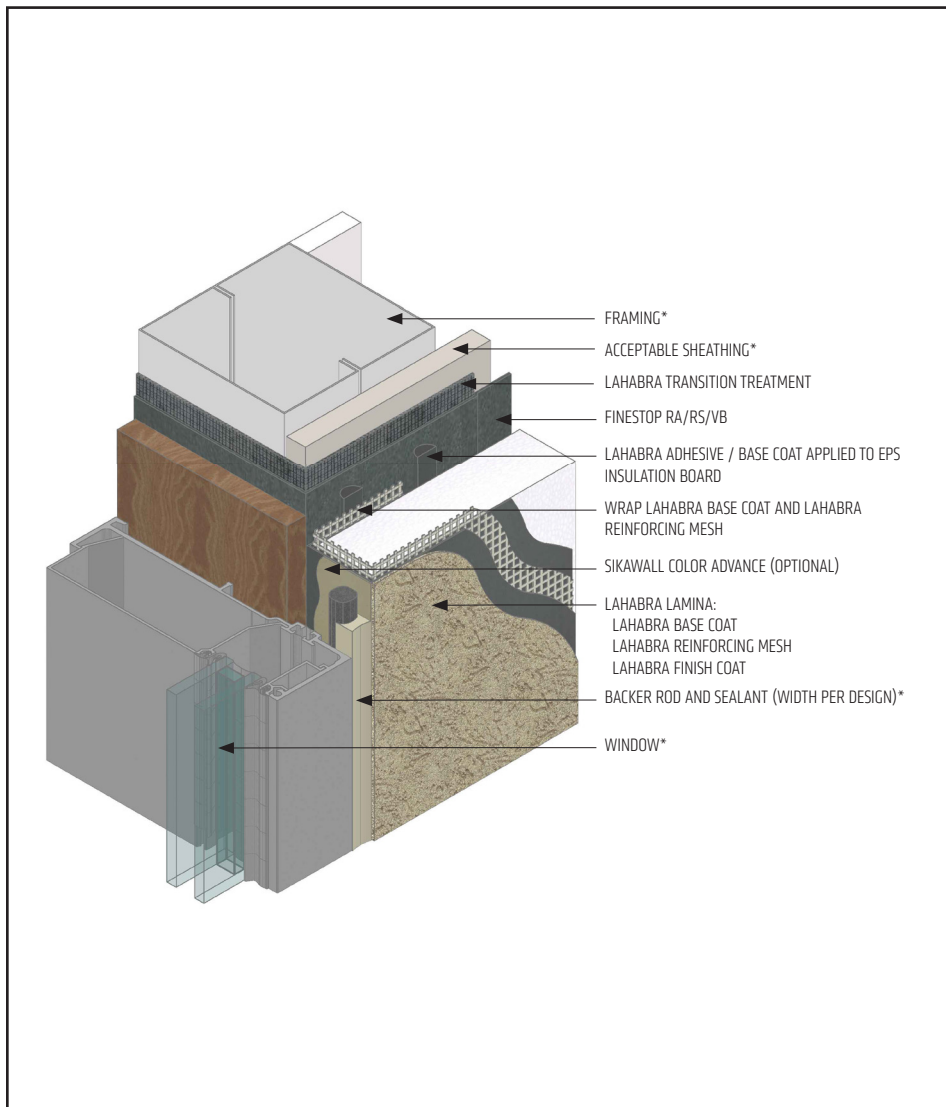 FRAMING*
ACCEPTABLE SHEATHING*
LAHABRA TRANSITION TREATMENT
FINESTOP RA/RS/VB
LAHABRA ADHESIVE / BASE COAT APPLIED TO EPS
INSULATION BOARD
WRAP LAHABRA BASE COAT AND LAHABRA
REINFORCING MESH
SIKAWALL COLOR ADVANCE (OPTIONAL)
LAHABRA LAMINA:
LAHABRA BASE COAT
LAHABRA REINFORCING MESH
LAHABRA FINISH COAT
BACKER ROD AND SEALANT (WIDTH PER DESIGN)*
WINDOW*